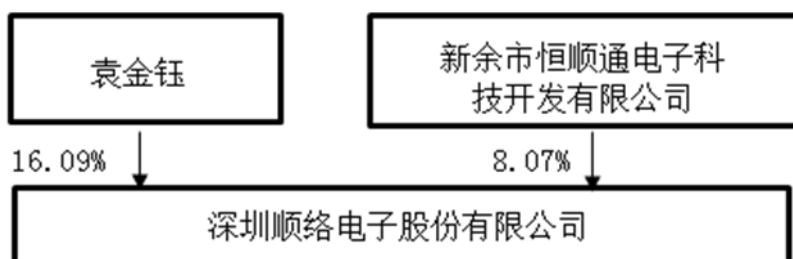 袁金钰
新余市恒顺通电子科
技开发有限公司
16.09%
8.07%
深圳顺络电子股份有限公司